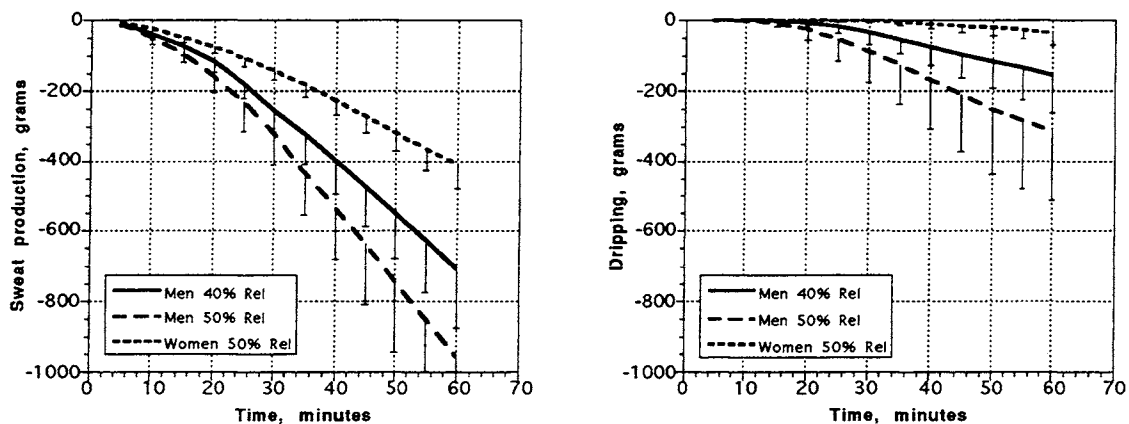 Sweat production, grams
0
-200
-400
-600
-800
-1000
Men 40% Rel
Men 50% Rel
Women 50% Rel
0 10 20 30 40 50 60 70
Time, minutes
Dripping, grams
0
-200
-400
-600
-800
-1000
Men 40% Rel
Men 50% Rel
Women 50% Rel
0 10 20 30 40 50 60 70
Time, minutes